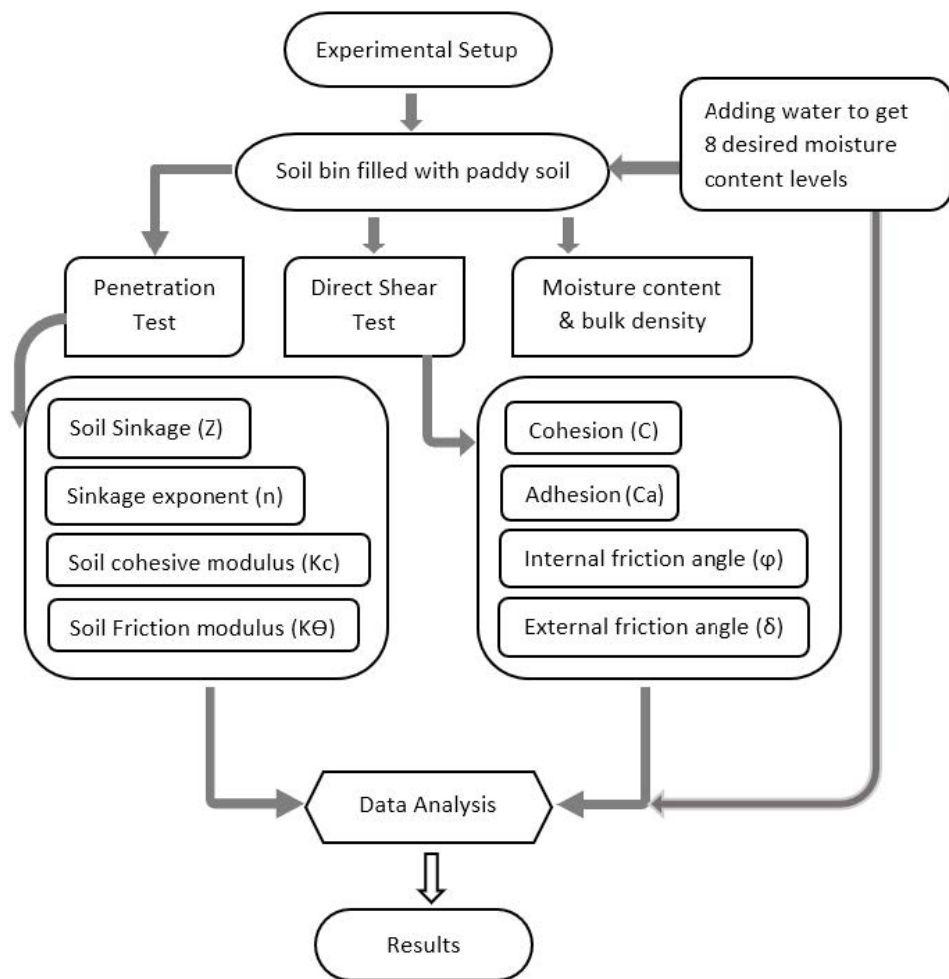 Experimental Setup
Adding water to get
8 desired moisture
content levels
Soil bin filled with paddy soil
Penetration
Test
Direct Shear
Test
Moisture content
& bulk density
Soil Sinkage (Z)
Sinkage exponent (n)
Soil cohesive modulus (Kc)
Soil Friction modulus (KƟ)
Cohesion (C)
Adhesion (Ca)
Internal friction angle (φ)
External friction angle (δ)
Data Analysis
Results